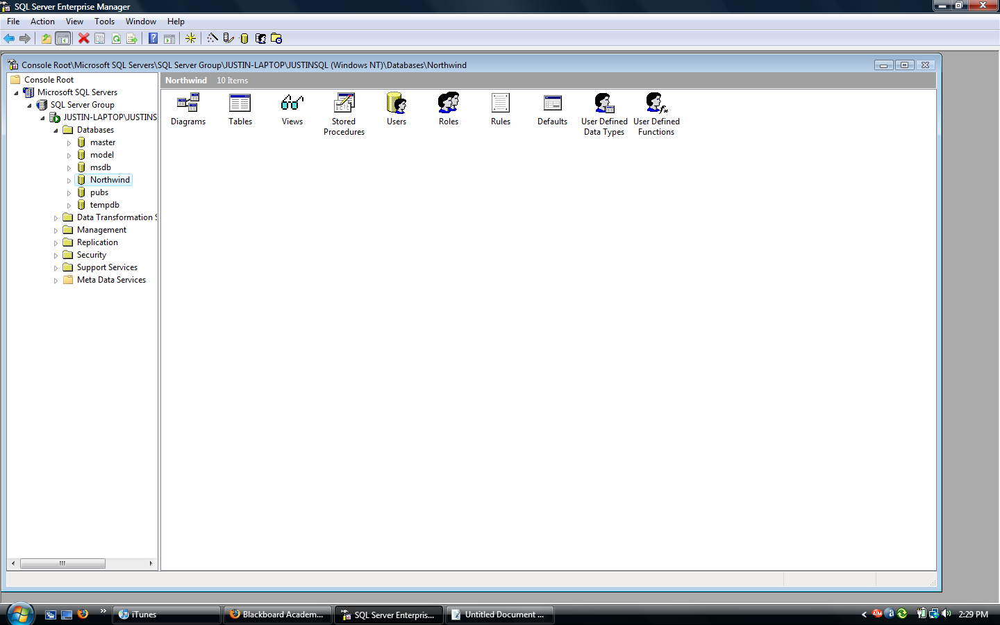 SQL Server Enterprise Manager
File Action View Tools Window Help
Console Root\Microsoft SQL Servers\SQL Server Group\JUSTIN-LAPTOP\JUSTINSQL (Windows NT)\Databases\Northwind
Console Root
Microsoft SQL Servers
SQL Server Group
JUSTIN-LAPTOP\JUSTINS
Databases
master
model
msdb
Northwind
pubs
tempdb
Data Transformation S
Management
Replication
Security
Support Services
Meta Data Services
Northwind 10 Items
Diagrams
Tables
Views
Stored
Procedures
Users
Roles
Rules
Defaults
User Defined
Data Types
User Defined
Functions
iTunes
Blackboard Academ...
SQL Server Enterpris...
Untitled Document ...
2:29 PM